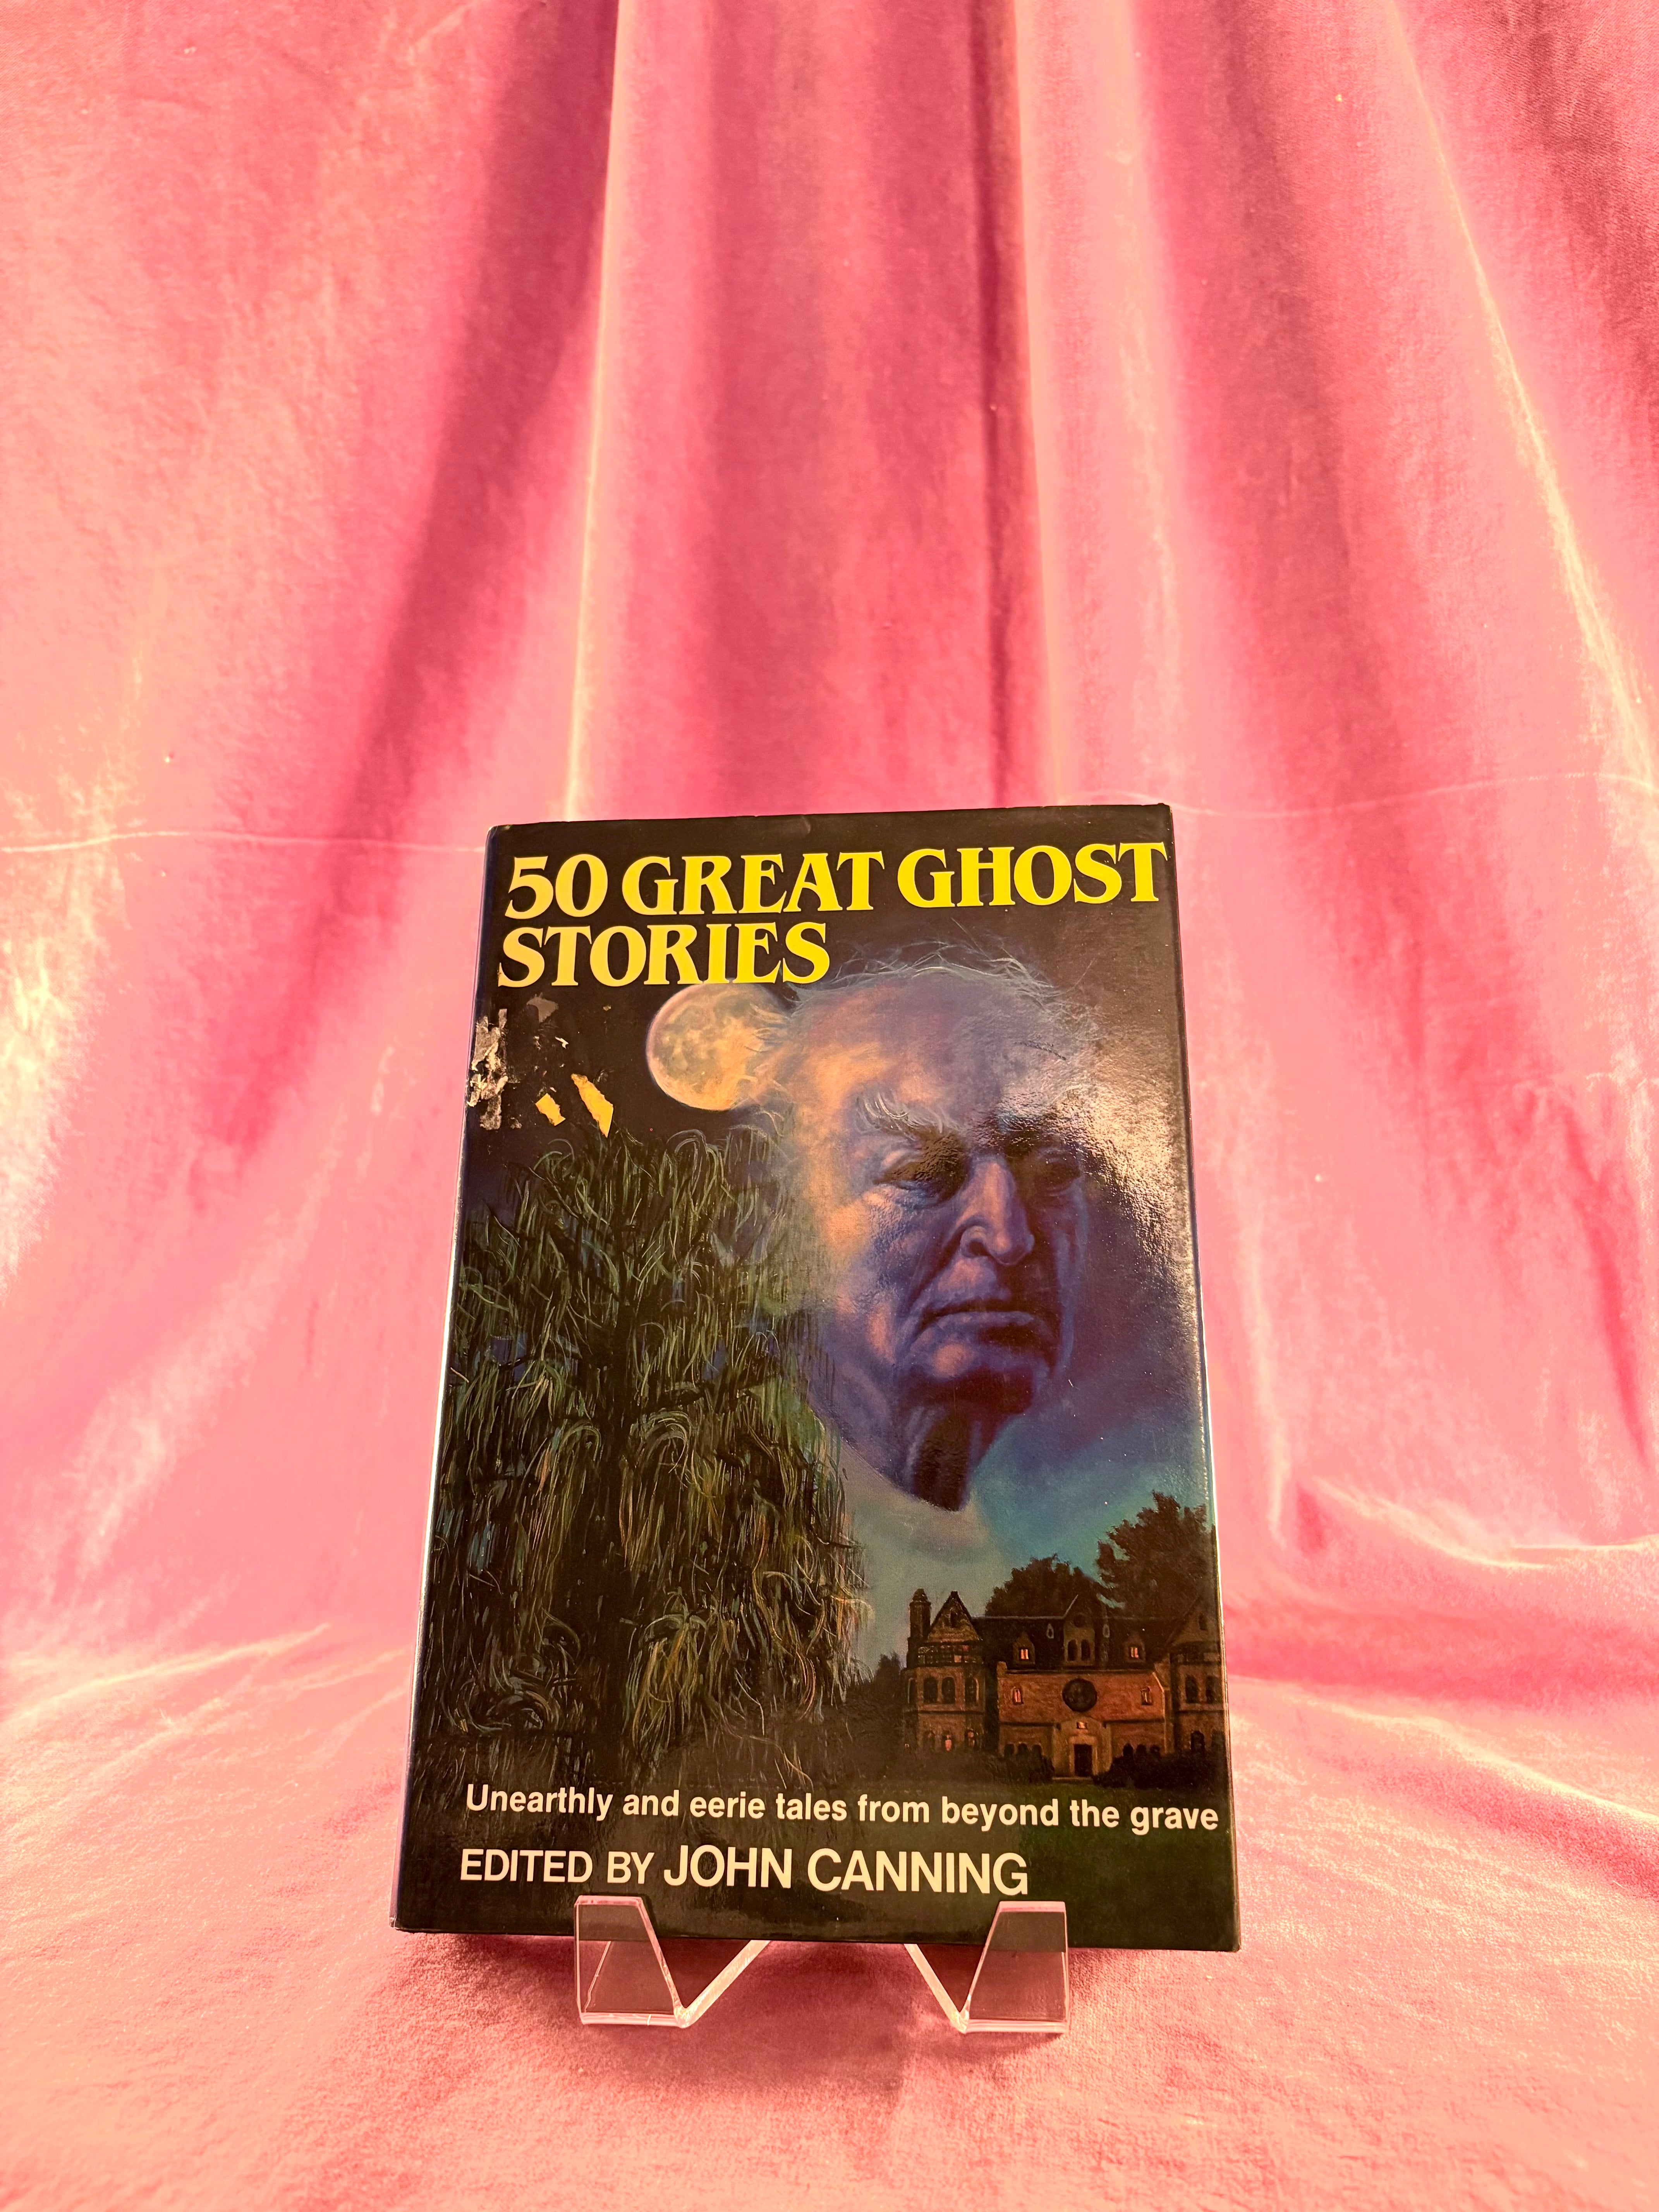 50 GREAT GHOST
STORIES
Unearthly and eerie tales from beyond the grave
EDITED BY JOHN CANNING